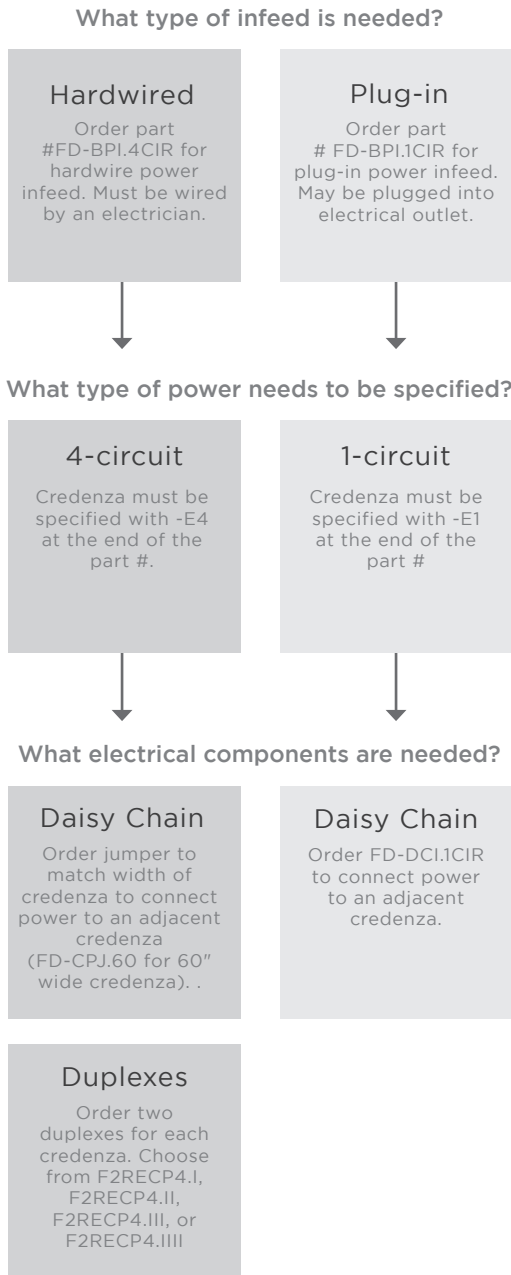 What type of infeed is needed?
Hardwired
Order part
#FD-BPI.4CIR for
hardwire power
infeed. Must be wired
by an electrician.
Plug-in
Order part
# FD-BPI.1CIR for
plug-in power infeed.
May be plugged into
electrical outlet.
What type of power needs to be specified?
4-circuit
Credenza must be
specified with -E4
at the end of the
part #.
1-circuit
Credenza must be
specified with -E1
at the end of the
part #
What electrical components are needed?
Daisy Chain
Order jumper to
match width of
credenza to connect
power to an adjacent
credenza
(FD-CPJ.60 for 60"
wide credenza). .
Daisy Chain
Order FD-DCI.1CIR
to connect power
to an adjacent
credenza.
Duplexes
Order two
duplexes for each
credenza. Choose
from F2RECP4.I,
F2RECP4.II,
F2RECP4.III, or
F2RECP4.IIII